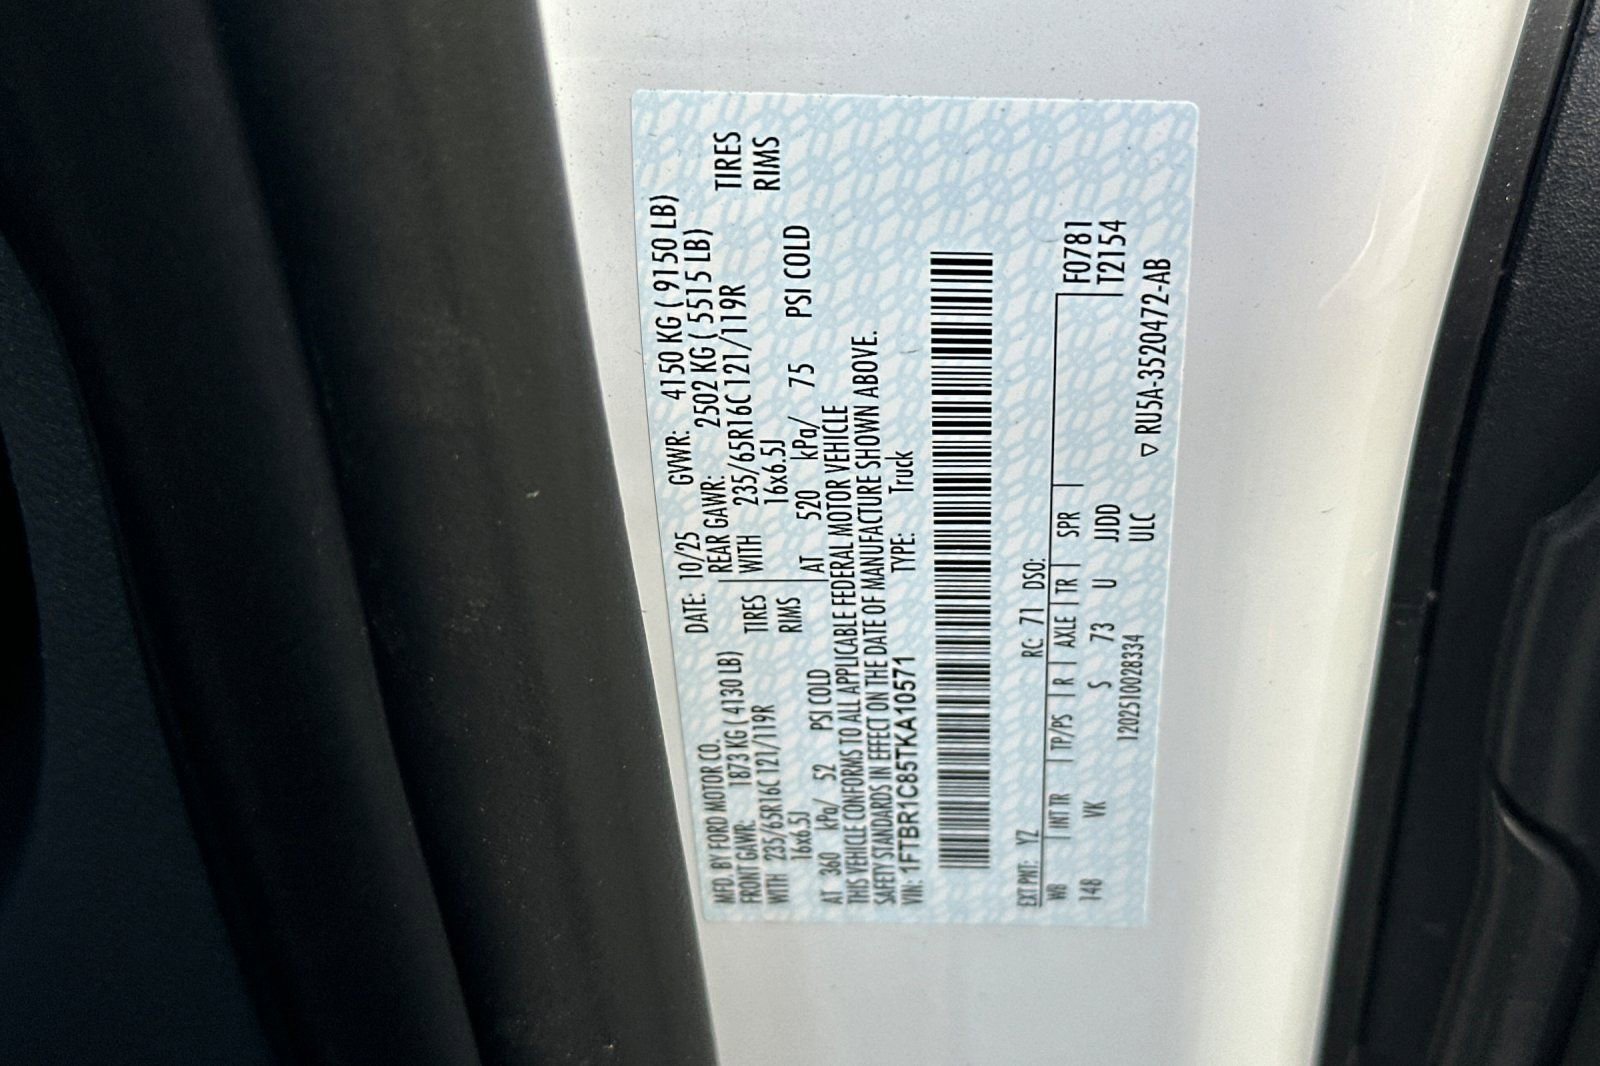 MFD. BY FORD MOTOR CO.
DATE: 10/25 GVWR: 4150 KG ( 9150 LB)
FRONT GAWR: 1873 KG ( 4130 LB) REAR GAWR: 2502 KG ( 5515 LB)
WITH 235/65R16C 121/119R TIRES WITH 235/65R16C 121/119R TIRES
16x6.5J RIMS 16x6.5J RIMS
AT 360 kPa/ 52 PSI COLD AT 520 kPa/ 75 PSI COLD
THIS VEHICLE CONFORMS TO ALL APPLICABLE FEDERAL MOTOR VEHICLE
SAFETY STANDARDS IN EFFECT ON THE DATE OF MANUFACTURE SHOWN ABOVE.
VIN: 1FTBR1C85TKA10571 TYPE: Truck
EXT PNT: YZ RC: 71 DSO: F0781
WB INT TR TP/PS R AXLE TR SPR T2154
148 VK S 73 U JJDD
1202510028334 ULC ▽ RU5A-3520472-AB